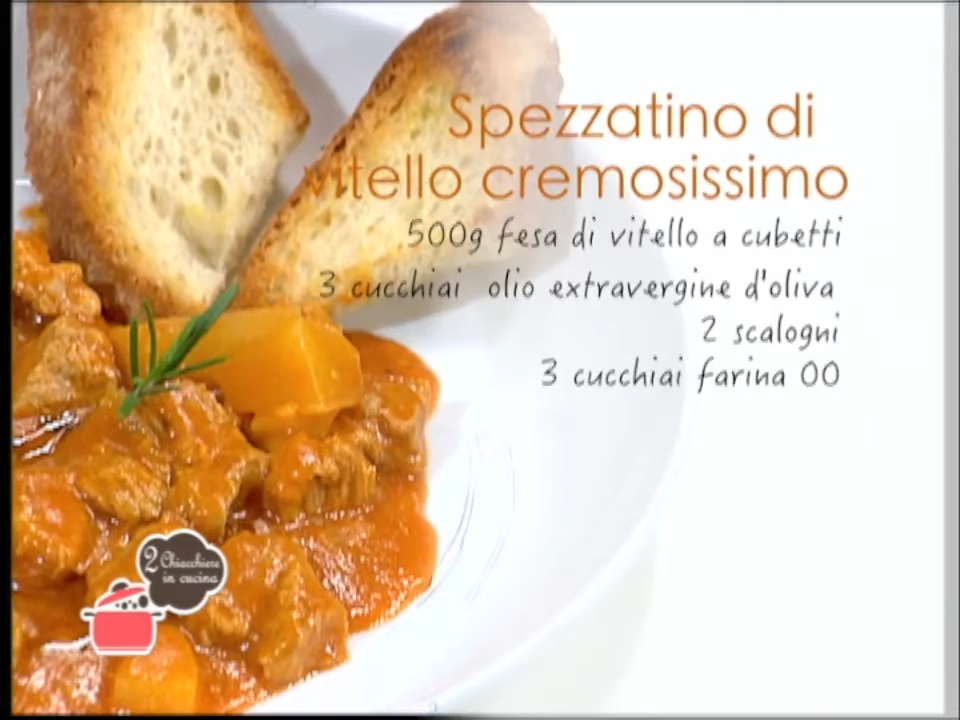 Spezzatino di
vitello cremosissimo
500g fesa di vitello a cubetti
3 cucchiai olio extravergine d'oliva
2 scalogni
3 cucchiai farina 00
2 Chiacchiere
in cucina